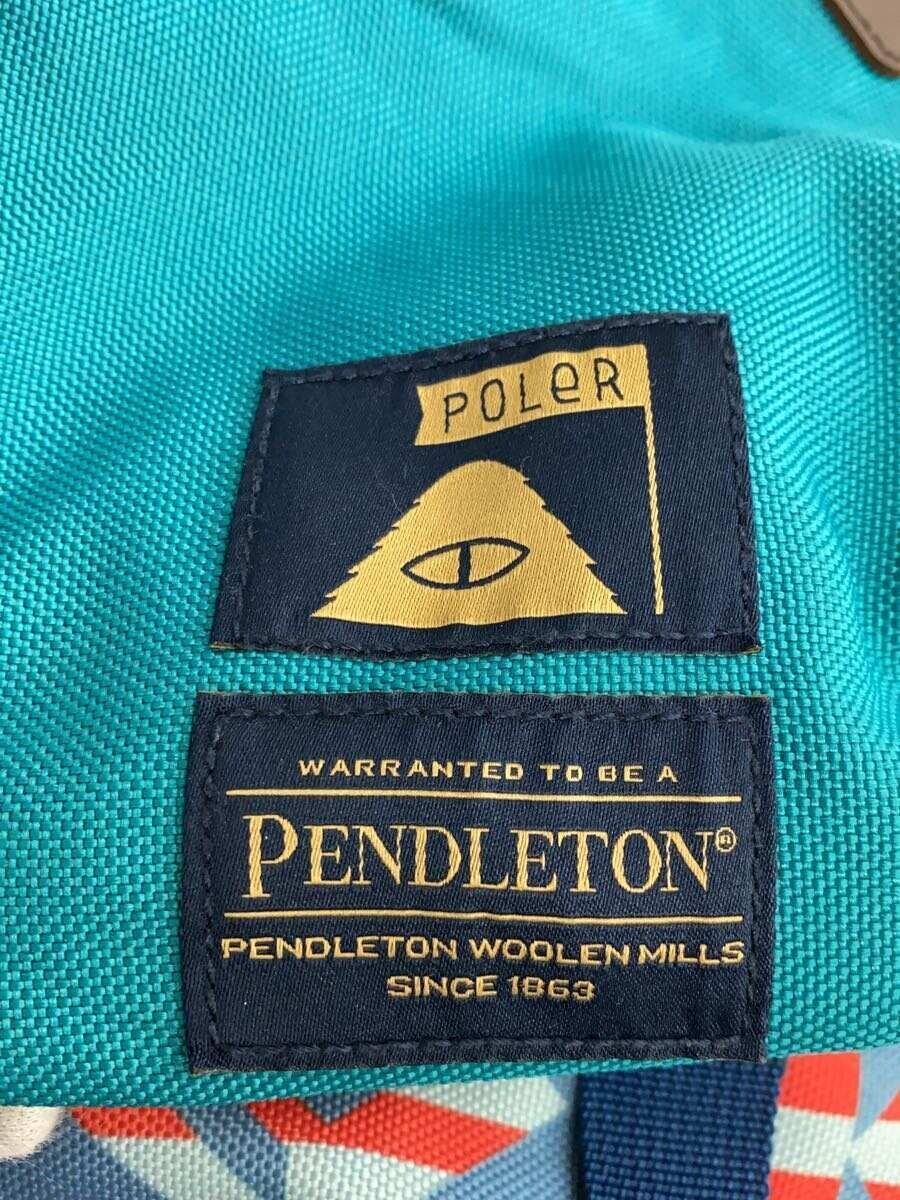 POLeR
WARRANTED TO BE A
PENDLETON®
PENDLETON WOOLEN MILLS
SINCE 1863